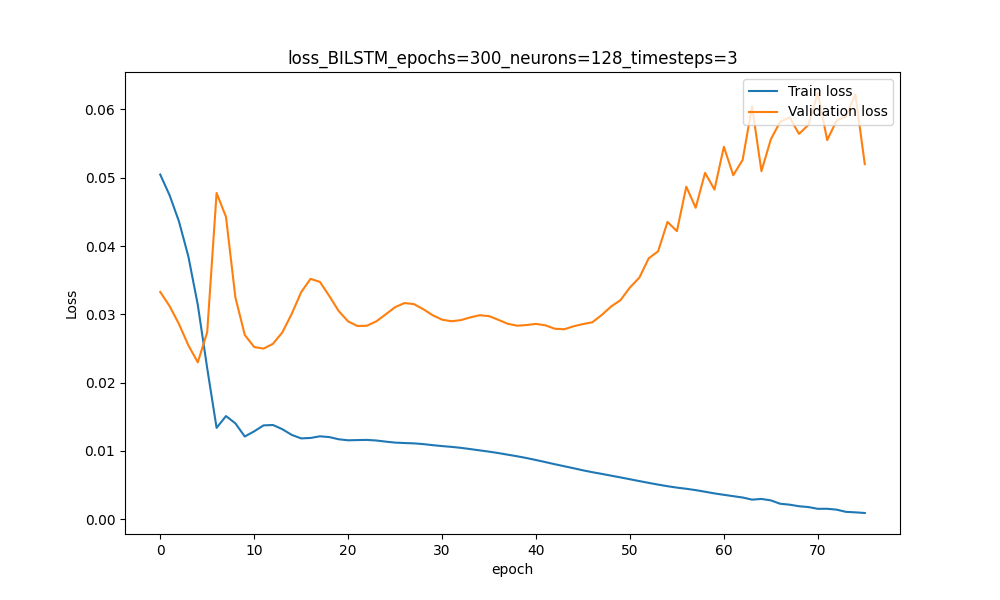 loss_BILSTM_epochs=300_neurons=128_timesteps=3
Train loss
Validation loss
0.06
0.05
0.04
0.03
0.02
0.01
0.00
Loss
0 10 20 30 40 50 60 70
epoch